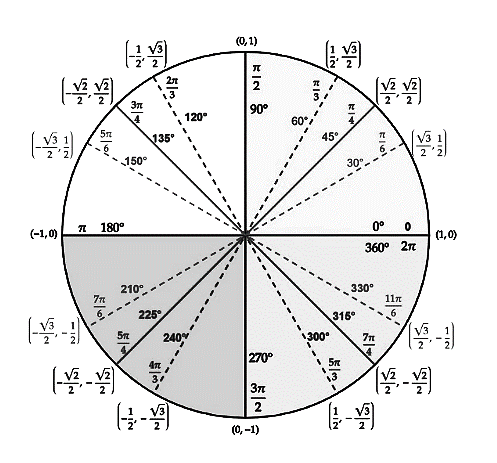 (0, 1)
(-1/2, √3/2)
(1/2, √3/2)
(-√2/2, √2/2)
(√2/2, √2/2)
2π/3
π/2
π/3
3π/4
π/4
120°
90°
60°
135°
45°
(-√3/2, 1/2)
5π/6
π/6
(√3/2, 1/2)
150°
30°
(-1, 0)
π 180°
0° 0
360° 2π
(1, 0)
210°
330°
7π/6
11π/6
225°
315°
(-√3/2, -1/2)
(√3/2, -1/2)
5π/4
240°
300°
7π/4
270°
4π/3
5π/3
(-√2/2, -√2/2)
(√2/2, -√2/2)
3π/2
(-1/2, -√3/2)
(1/2, -√3/2)
(0, -1)